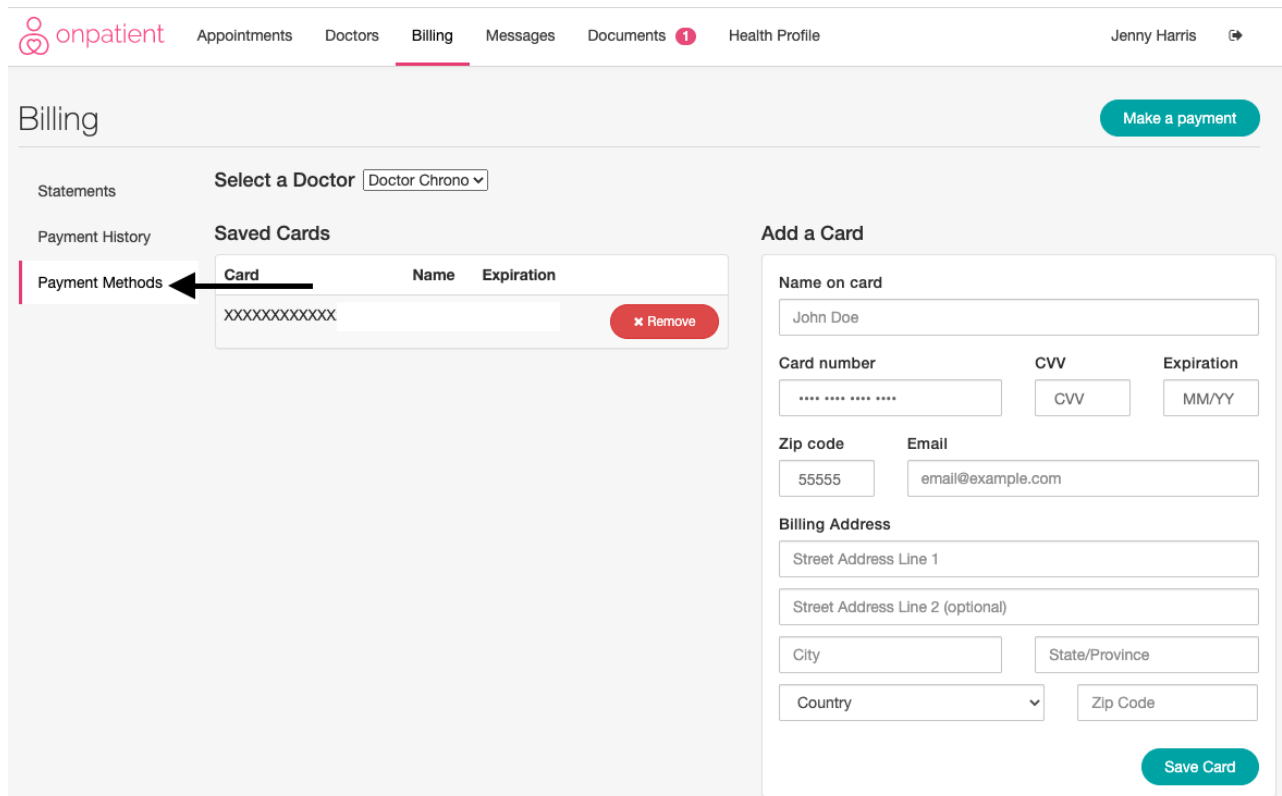 onpatient Appointments Doctors Billing Messages Documents 1 Health Profile Jenny Harris
Billing
Make a payment
Statements
Payment History
Payment Methods
Select a Doctor Doctor Chrono
Saved Cards
Card Name Expiration
XXXXXXXXXXXX
Remove
Add a Card
Name on card
John Doe
Card number CVV Expiration
•••• •••• •••• •••• CVV MM/YY
Zip code Email
55555 email@example.com
Billing Address
Street Address Line 1
Street Address Line 2 (optional)
City State/Province
Country Zip Code
Save Card